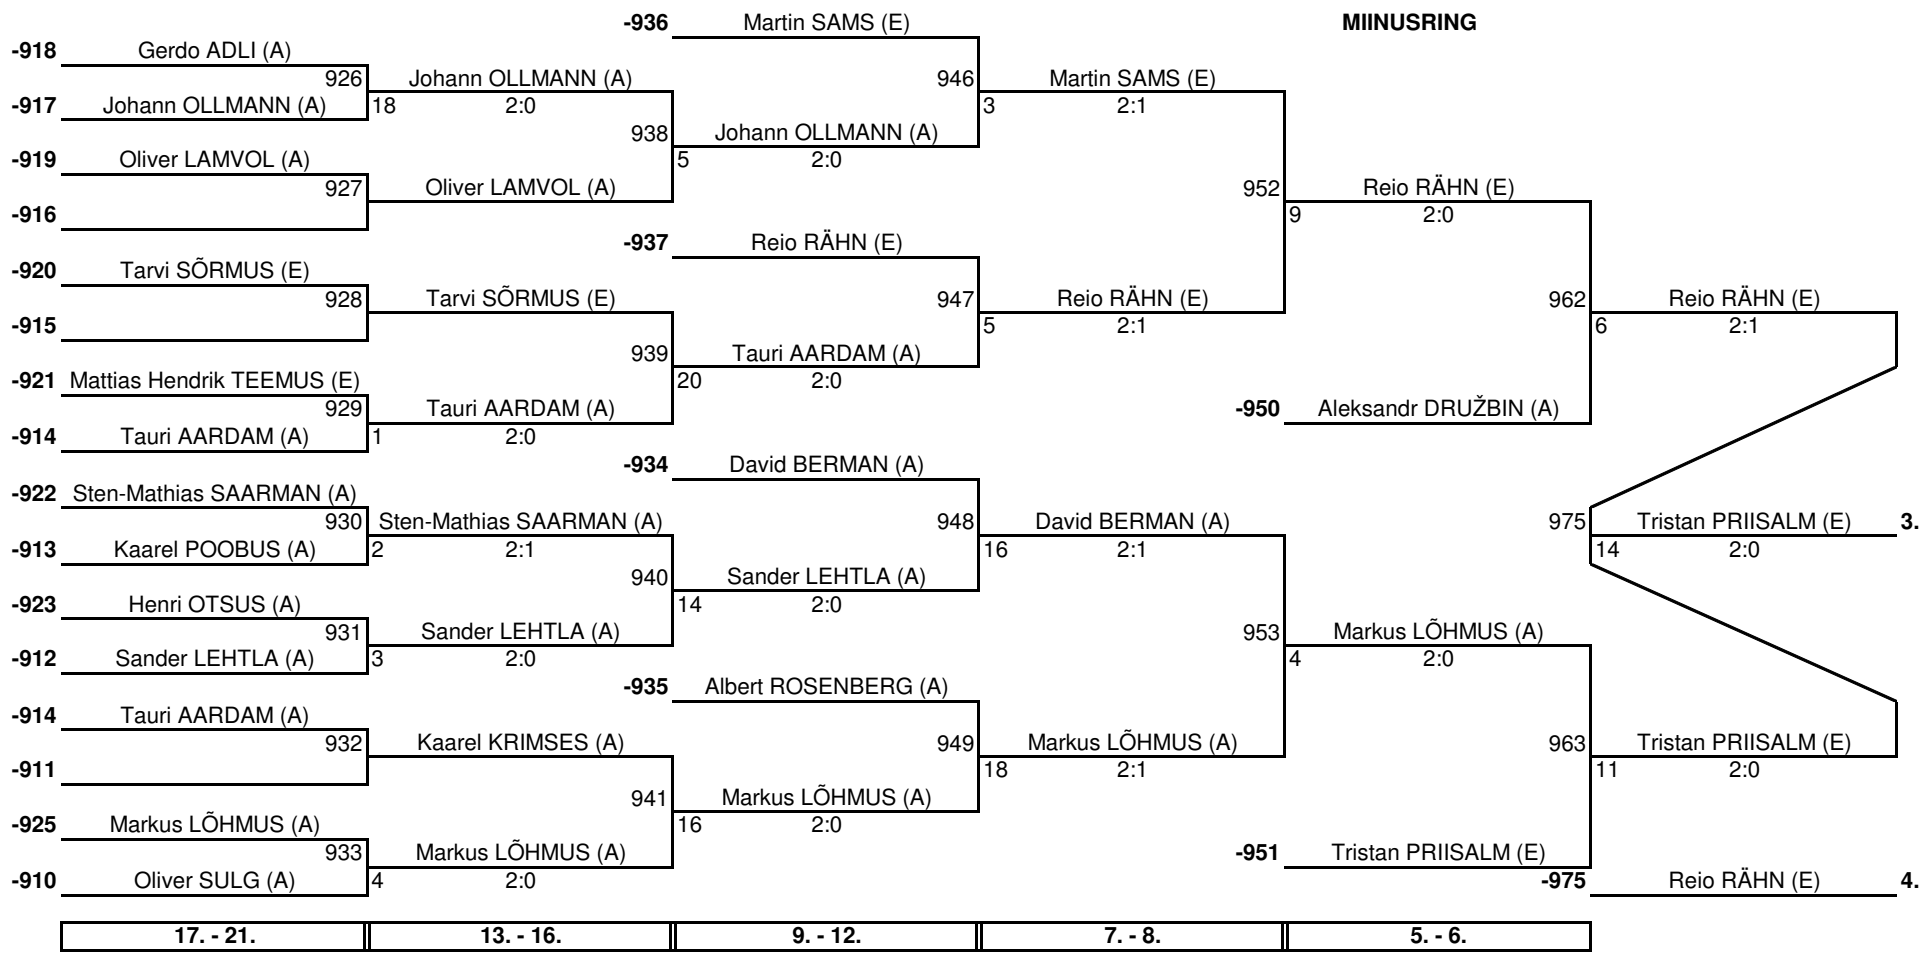 -936 Martin SAMS (E) MIINUSRING
-918 Gerdo ADLI (A)
926 Johann OLLMANN (A) 946 Martin SAMS (E)
-917 Johann OLLMANN (A) 18 2:0 3 2:1
938 Johann OLLMANN (A)
-919 Oliver LAMVOL (A) 5 2:0
927 Oliver LAMVOL (A) 952 Reio RÄHN (E)
-916 9 2:0
-937 Reio RÄHN (E)
-920 Tarvi SÕRMUS (E)
928 Tarvi SÕRMUS (E) 947 Reio RÄHN (E) 962 Reio RÄHN (E)
-915 5 2:1 6 2:1
939 Tauri AARDAM (A)
-921 Mattias Hendrik TEEMUS (E) 20 2:0
929 Tauri AARDAM (A) -950 Aleksandr DRUŽBIN (A)
-914 Tauri AARDAM (A) 1 2:0
-934 David BERMAN (A)
-922 Sten-Mathias SAARMAN (A)
930 Sten-Mathias SAARMAN (A) 948 David BERMAN (A) 975 Tristan PRIISALM (E) 3.
-913 Kaarel POOBUS (A) 2 2:1 16 2:1 14 2:0
940 Sander LEHTLA (A)
-923 Henri OTSUS (A) 14 2:0
931 Sander LEHTLA (A) 953 Markus LÕHMUS (A)
-912 Sander LEHTLA (A) 3 2:0 4 2:0
-935 Albert ROSENBERG (A)
-914 Tauri AARDAM (A)
932 Kaarel KRIMSES (A) 949 Markus LÕHMUS (A) 963 Tristan PRIISALM (E)
-911 18 2:1 11 2:0
941 Markus LÕHMUS (A)
-925 Markus LÕHMUS (A) 16 2:0
933 Markus LÕHMUS (A) -951 Tristan PRIISALM (E)
-910 Oliver SULG (A) 4 2:0 -975 Reio RÄHN (E) 4.
17. - 21. 13. - 16. 9. - 12. 7. - 8. 5. - 6.